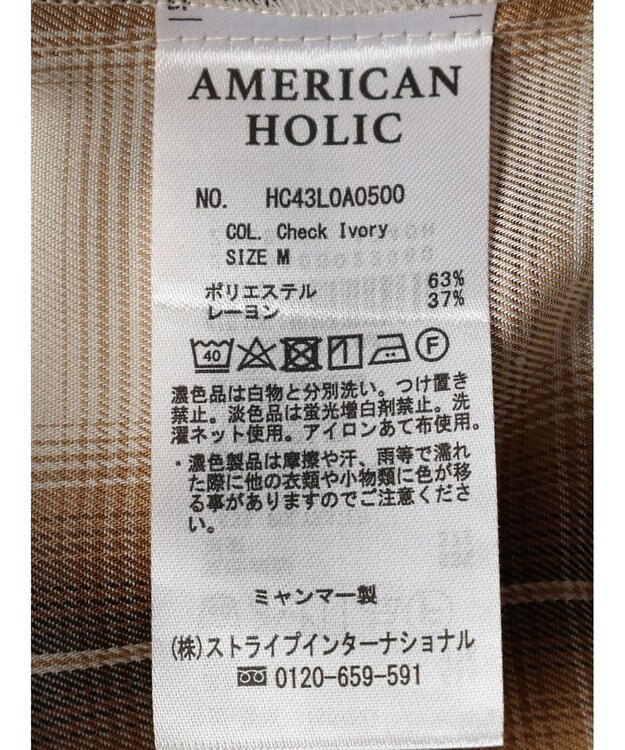 AMERICAN
HOLIC
NO. HC43L0A0500
COL. Check Ivory
SIZE M
ポリエステル 63%
レーヨン 37%
40 F
濃色品は白物と分別洗い。つけ置き
禁止。淡色品は蛍光増白剤禁止。洗
濯ネット使用。アイロンあて布使用。
・濃色製品は摩擦や汗、雨等で濡れ
た際に他の衣類や小物類に色が移
る事がありますのでご注意くださ
い。
ミャンマー製
(株)ストライプインターナショナル
0120-659-591